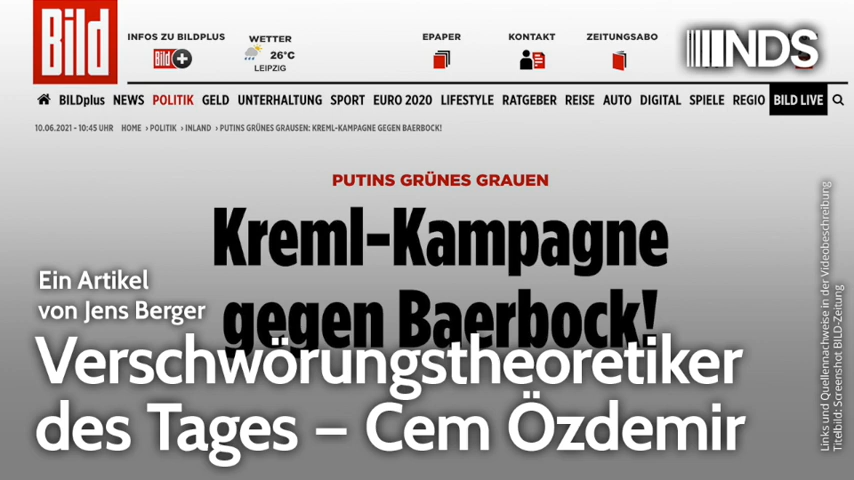 Bild
INFOS ZU BILDPLUS
Bild +
WETTER
26°C
LEIPZIG
EPAPER
KONTAKT
ZEITUNGSABO
NDS
BILDplus NEWS POLITIK GELD UNTERHALTUNG SPORT EURO 2020 LIFESTYLE RATGEBER REISE AUTO DIGITAL SPIELE REGIO BILD LIVE
10.06.2021 - 10:45 UHR HOME › POLITIK › INLAND › PUTINS GRÜNES GRAUSEN: KREML-KAMPAGNE GEGEN BAERBOCK!
PUTINS GRÜNES GRAUEN
Kreml-Kampagne
gegen Baerbock!
Ein Artikel
von Jens Berger
Verschwörungstheoretiker
des Tages – Cem Özdemir
Links und Quellennachweise in der Videobeschreibung
Titelbild: Screenshot BILD-Zeitung